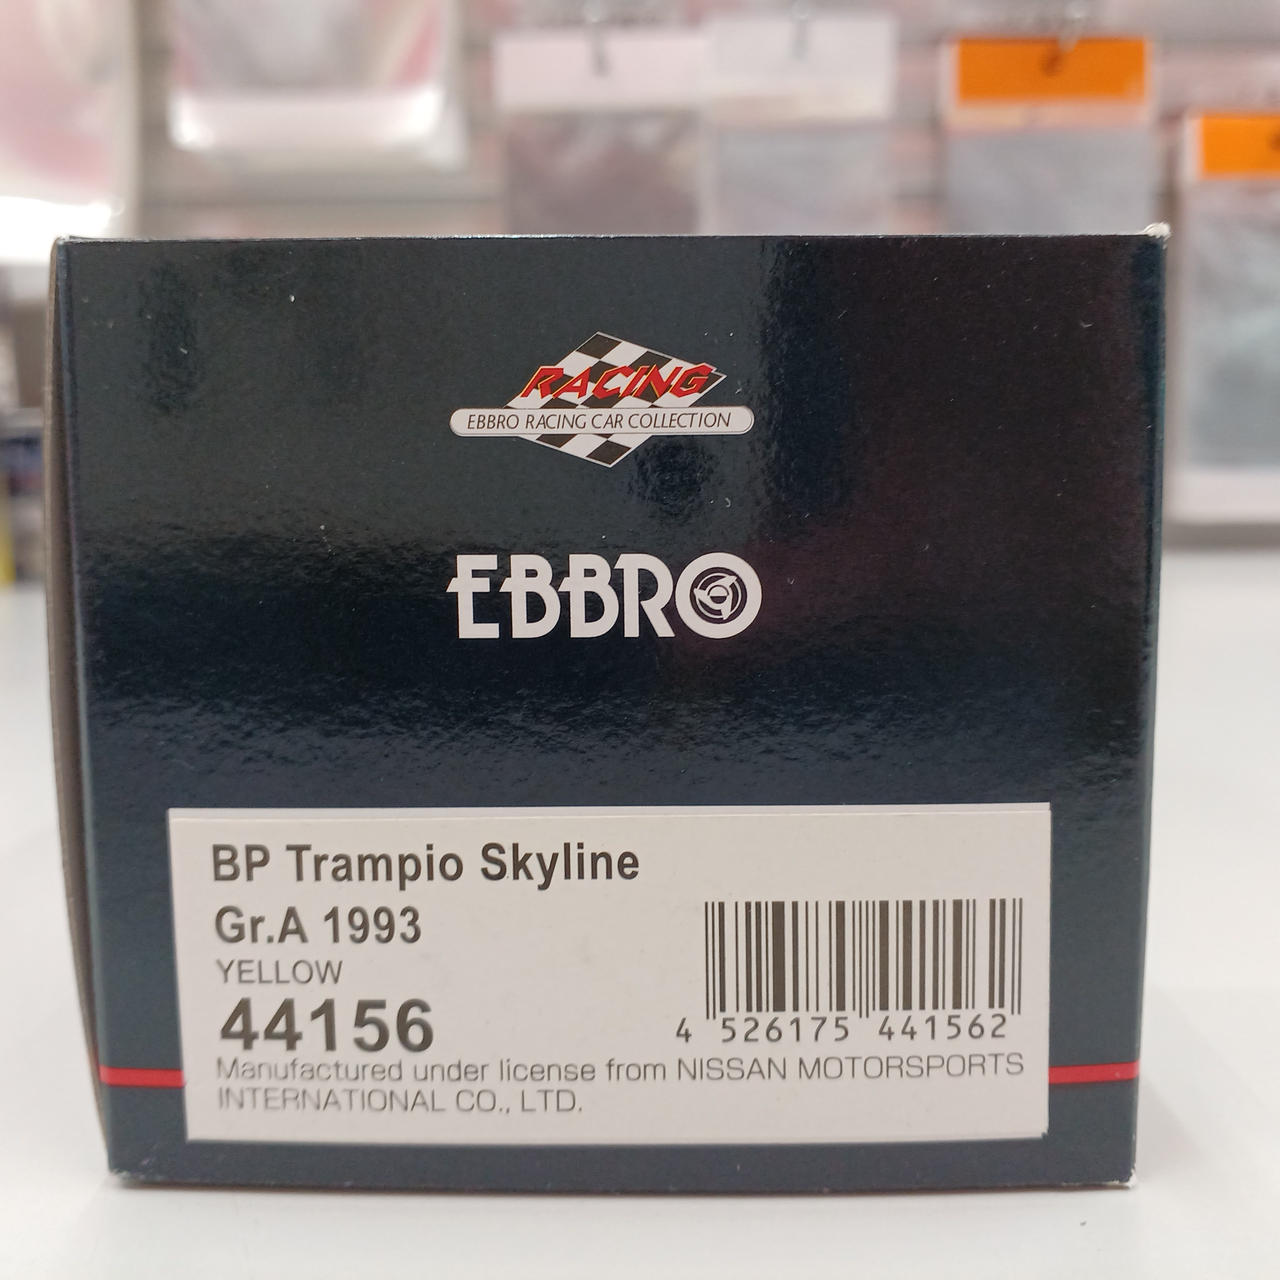 RACING
EBBRO RACING CAR COLLECTION
EBBRO
BP Trampio Skyline
Gr.A 1993
YELLOW
44156
4 526175 441562
Manufactured under license from NISSAN MOTORSPORTS
INTERNATIONAL CO., LTD.